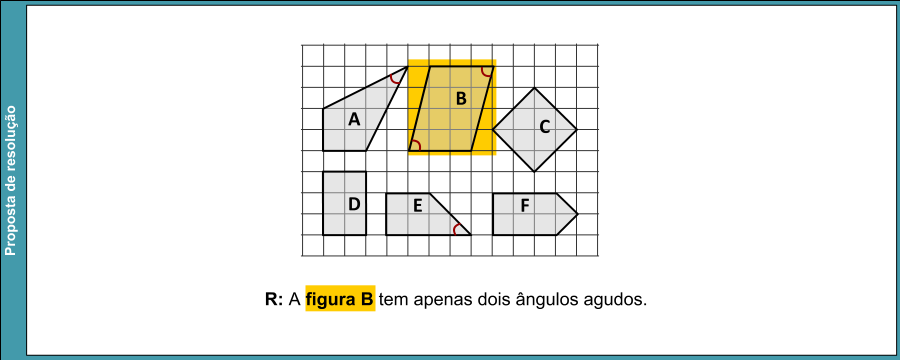 Proposta de resolução
A
B
C
D
E
F
R: A figura B tem apenas dois ângulos agudos.